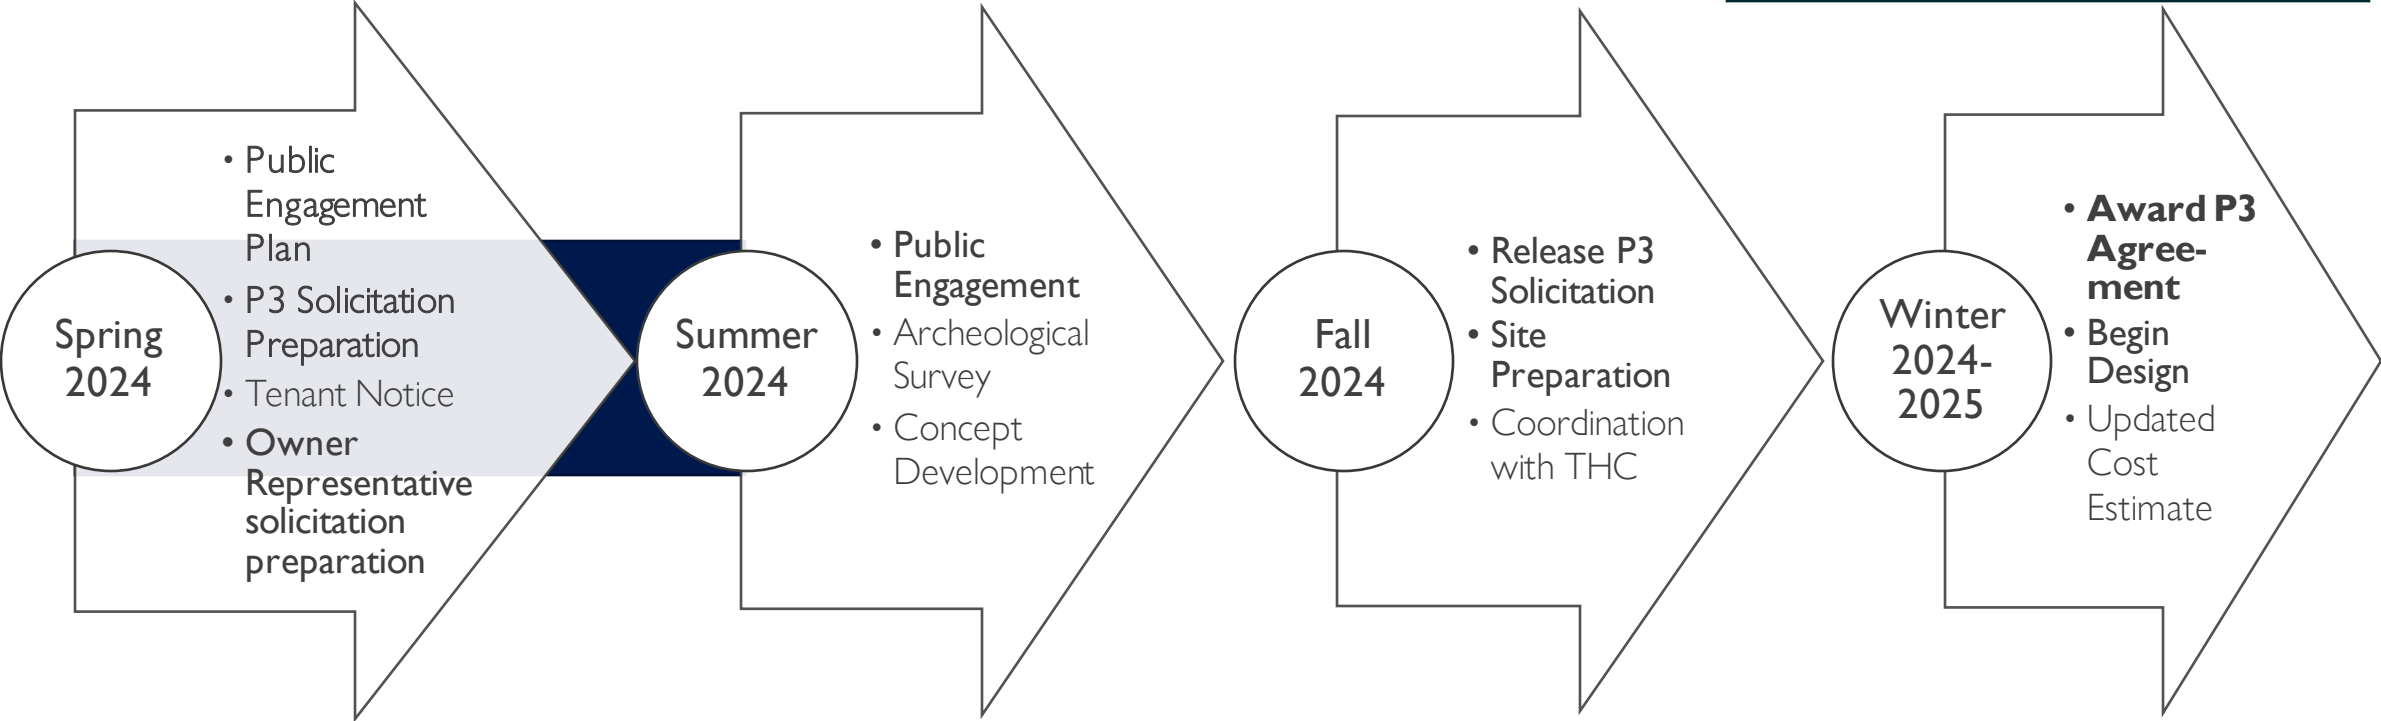 Spring
2024
• Public
Engagement
Plan
• P3 Solicitation
Preparation
• Tenant Notice
• Owner
Representative
solicitation
preparation
Summer
2024
• Public
Engagement
• Archeological
Survey
• Concept
Development
Fall
2024
• Release P3
Solicitation
• Site
Preparation
• Coordination
with THC
Winter
2024-
2025
• Award P3
Agree-
ment
• Begin
Design
• Updated
Cost
Estimate